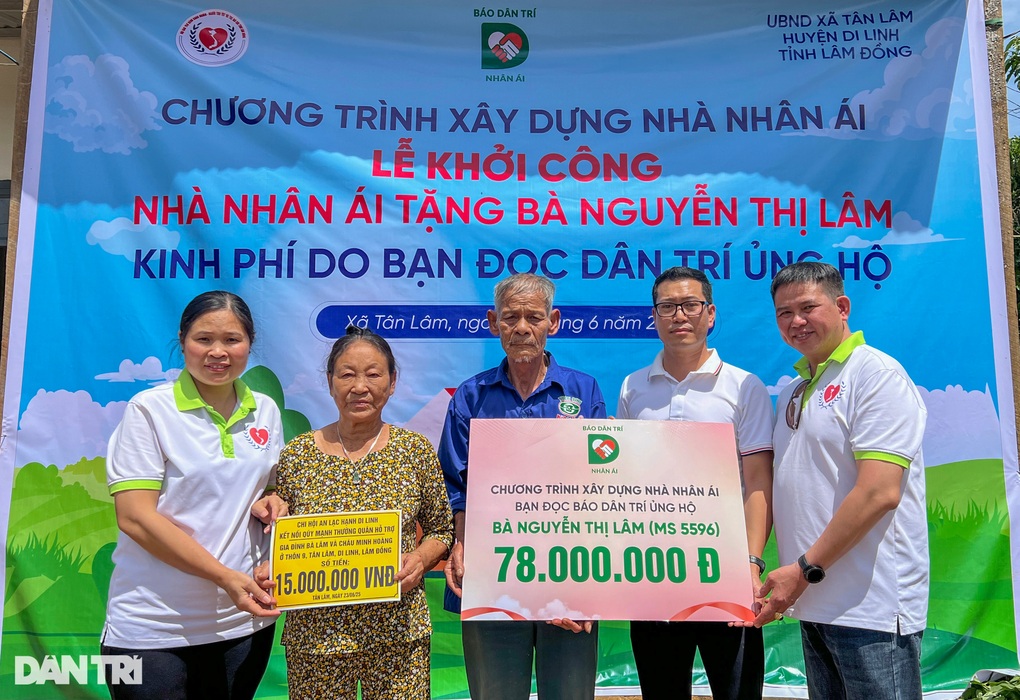 BÁO DÂN TRÍ
NHÂN ÁI
UBND XÃ TÂN LÂM
HUYỆN DI LINH
TỈNH LÂM ĐỒNG
CHƯƠNG TRÌNH XÂY DỰNG NHÀ NHÂN ÁI
LỄ KHỞI CÔNG
NHÀ NHÂN ÁI TẶNG BÀ NGUYỄN THỊ LÂM
KINH PHÍ DO BẠN ĐỌC DÂN TRÍ ỦNG HỘ
Xã Tân Lâm, 6 năm
CHI HỘI AN LẠC HẠNH DI LINH
KẾT NỐI QUỸ MẠNH THƯỜNG QUÂN HỖ TRỢ
GIA ĐÌNH BÀ LÂM VÀ CHÁU MINH HOÀNG
Ở THÔN 9, TÂN LÂM, DI LINH, LÂM ĐỒNG
SỐ TIỀN:
15.000.000 VNĐ
TÂN LÂM, NGÀY 23/06/25
BÁO DÂN TRÍ
NHÂN ÁI
CHƯƠNG TRÌNH XÂY DỰNG NHÀ NHÂN ÁI
BẠN ĐỌC BÁO DÂN TRÍ ỦNG HỘ
BÀ NGUYỄN THỊ LÂM (MS 5596)
78.000.000 Đ
DÂN TRÍ